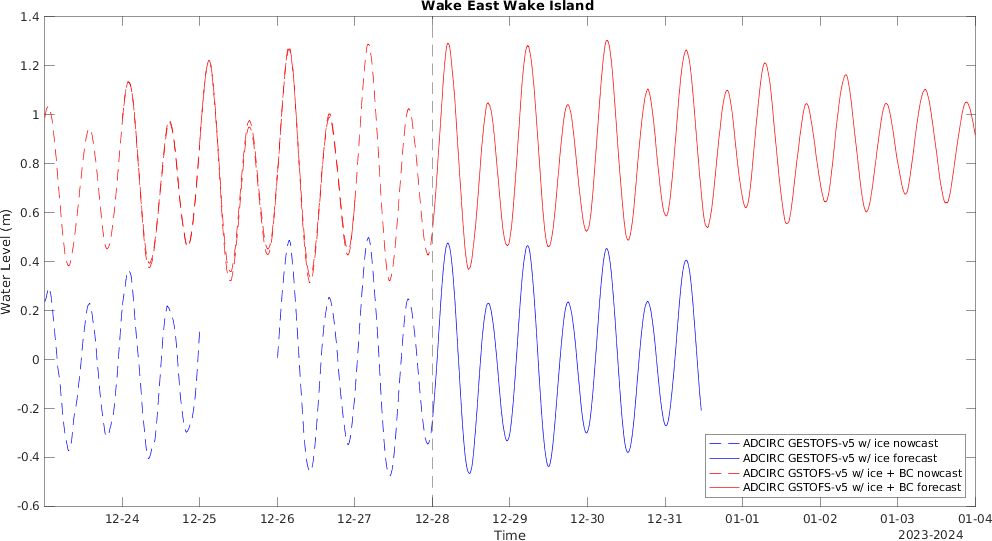 Wake East Wake Island
1.4
1.2
1
0.8
0.6
0.4
0.2
0
-0.2
-0.4
-0.6
Water Level (m)
ADCIRC GESTOFS-v5 w/ ice nowcast
ADCIRC GESTOFS-v5 w/ ice forecast
ADCIRC GSTOFS-v5 w/ ice + BC nowcast
ADCIRC GSTOFS-v5 w/ ice + BC forecast
12-24 12-25 12-26 12-27 12-28 12-29 12-30 12-31 01-01 01-02 01-03 01-04
Time
2023-2024